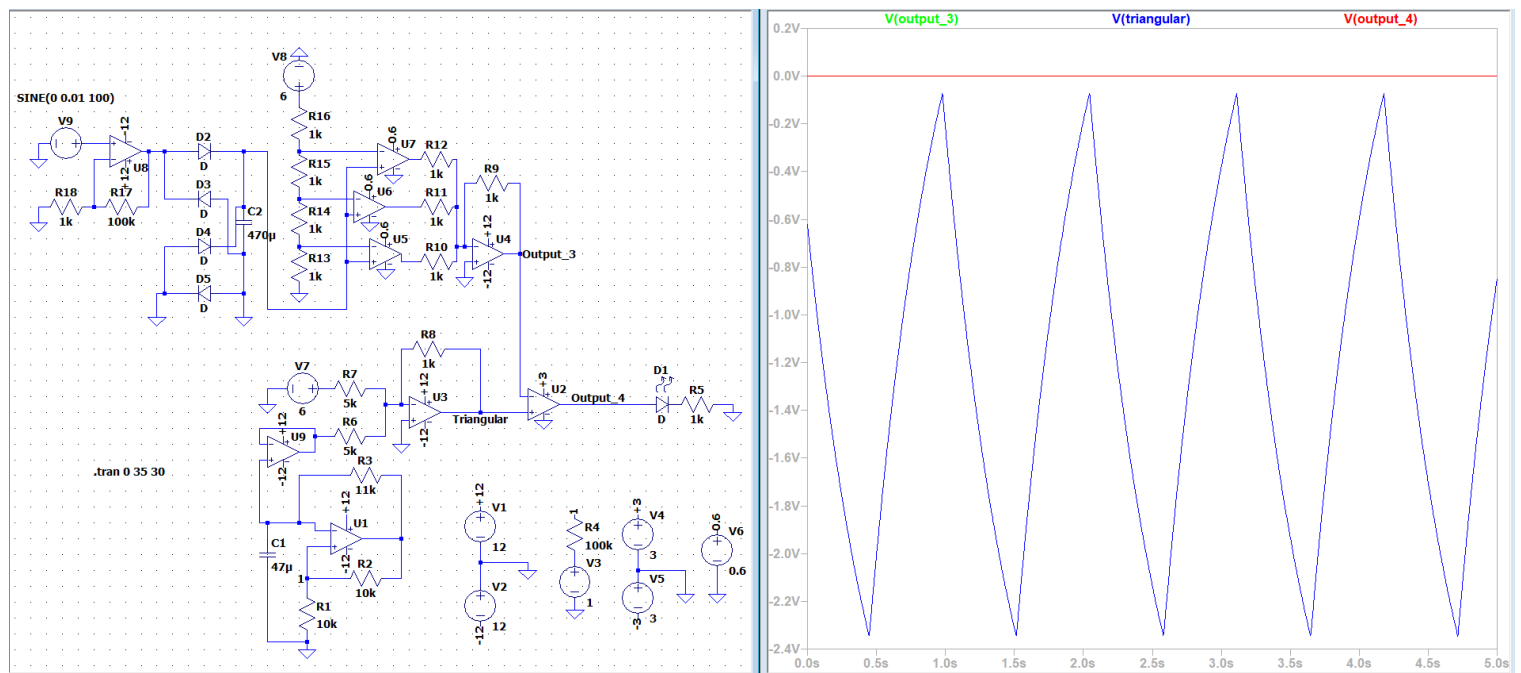 V(output_3) V(triangular) V(output_4)
0.2V
0.0V
-0.2V
-0.4V
-0.6V
-0.8V
-1.0V
-1.2V
-1.4V
-1.6V
-1.8V
-2.0V
-2.2V
-2.4V
0.0s 0.5s 1.0s 1.5s 2.0s 2.5s 3.0s 3.5s 4.0s 4.5s 5.0s
SINE(0 0.01 100)
V9
-12
U8
+12
R18
1k
R17
100k
D2
D
D3
D
D4
D
D5
D
C2
470µ
V8
6
R16
1k
R15
1k
R14
1k
R13
1k
0.6
U7
0.6
U6
0.6
U5
R12
1k
R11
1k
R10
1k
R9
1k
+12
U4
-12
Output_3
V7
6
R7
5k
R6
5k
R8
1k
+12
U3
-12
Triangular
+3
U2
Output_4
D1
D
R5
1k
+12
U9
-12
.tran 0 35 30
R3
11k
+12
U1
-12
C1
47µ
1
R2
10k
R1
10k
+12
V1
12
V2
12
-12
1
R4
100k
V3
1
+3
V4
3
V5
3
-3
0.6
V6
0.6